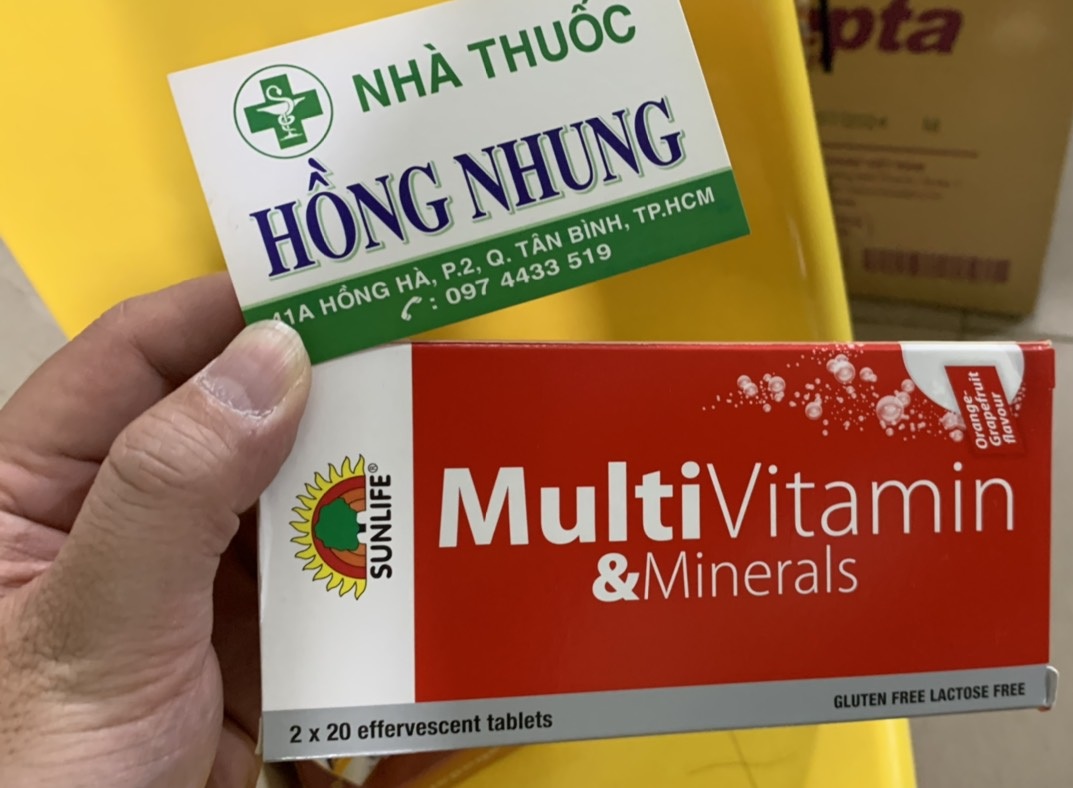 NHÀ THUỐC
HỒNG NHUNG
41A HỒNG HÀ, P.2, Q. TÂN BÌNH, TP.HCM
: 097 4433 519
pta
Orange-
Grapefruit
flavour
SUNLIFE®
MultiVitamin
&Minerals
2 x 20 effervescent tablets
GLUTEN FREE LACTOSE FREE